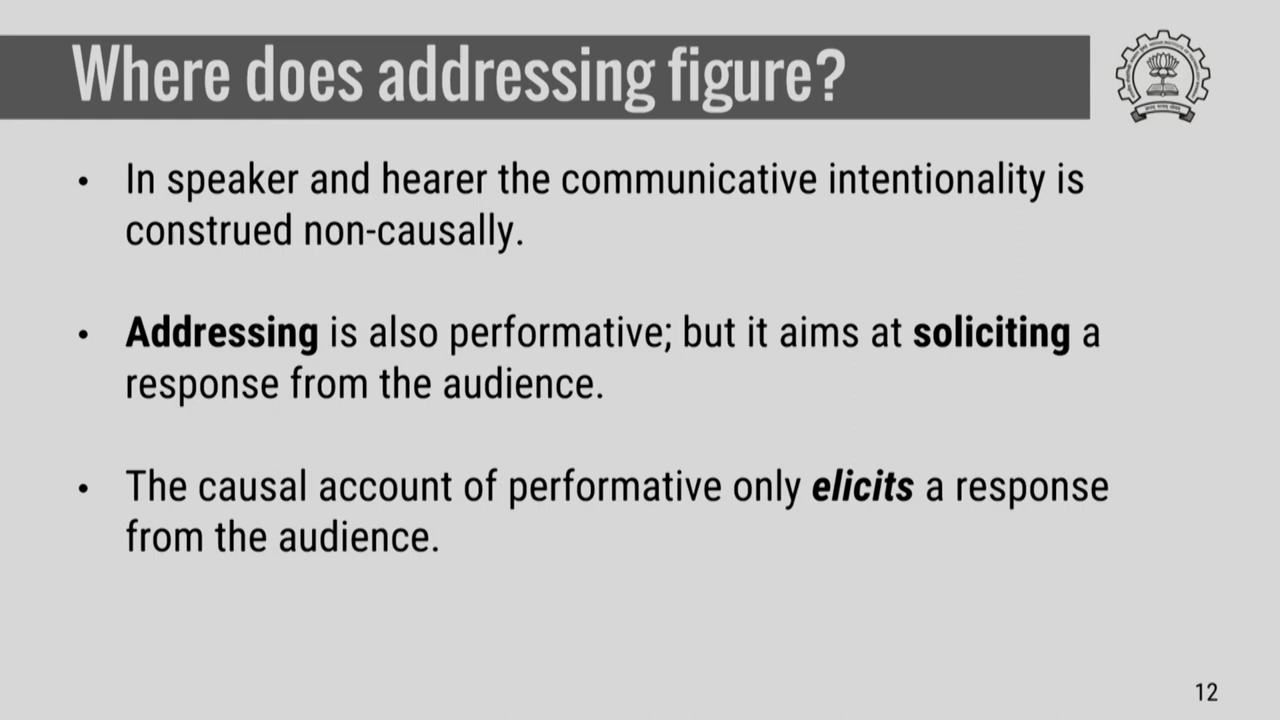 Where does addressing figure?
• In speaker and hearer the communicative intentionality is
construed non-causally.
• Addressing is also performative; but it aims at soliciting a
response from the audience.
• The causal account of performative only elicits a response
from the audience.
12